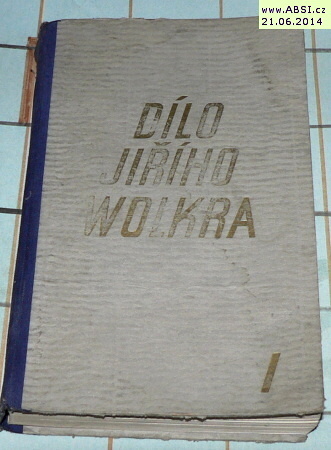 www.ABSI.cz
21.06.2014
DÍLO
JIŘÍHO
WOLKRA
I